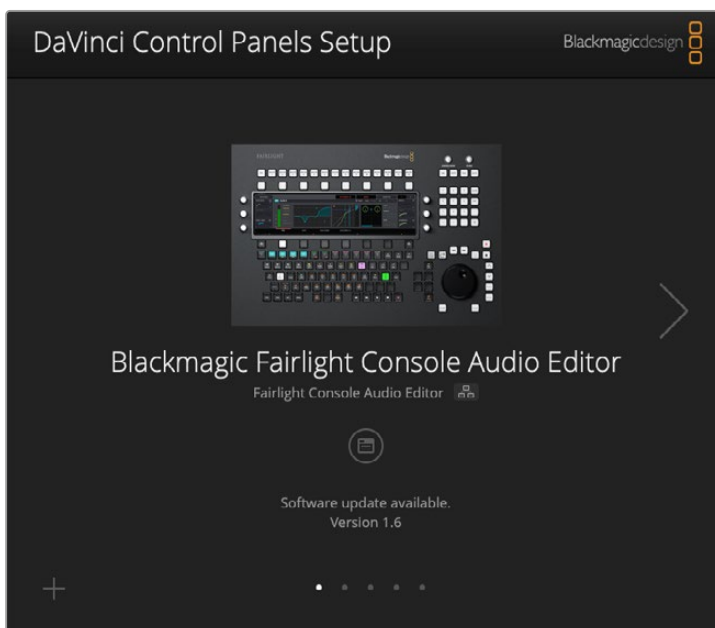 DaVinci Control Panels Setup
Blackmagicdesign
FAIRLIGHT
Blackmagic Fairlight Console Audio Editor
Fairlight Console Audio Editor
Software update available.
Version 1.6